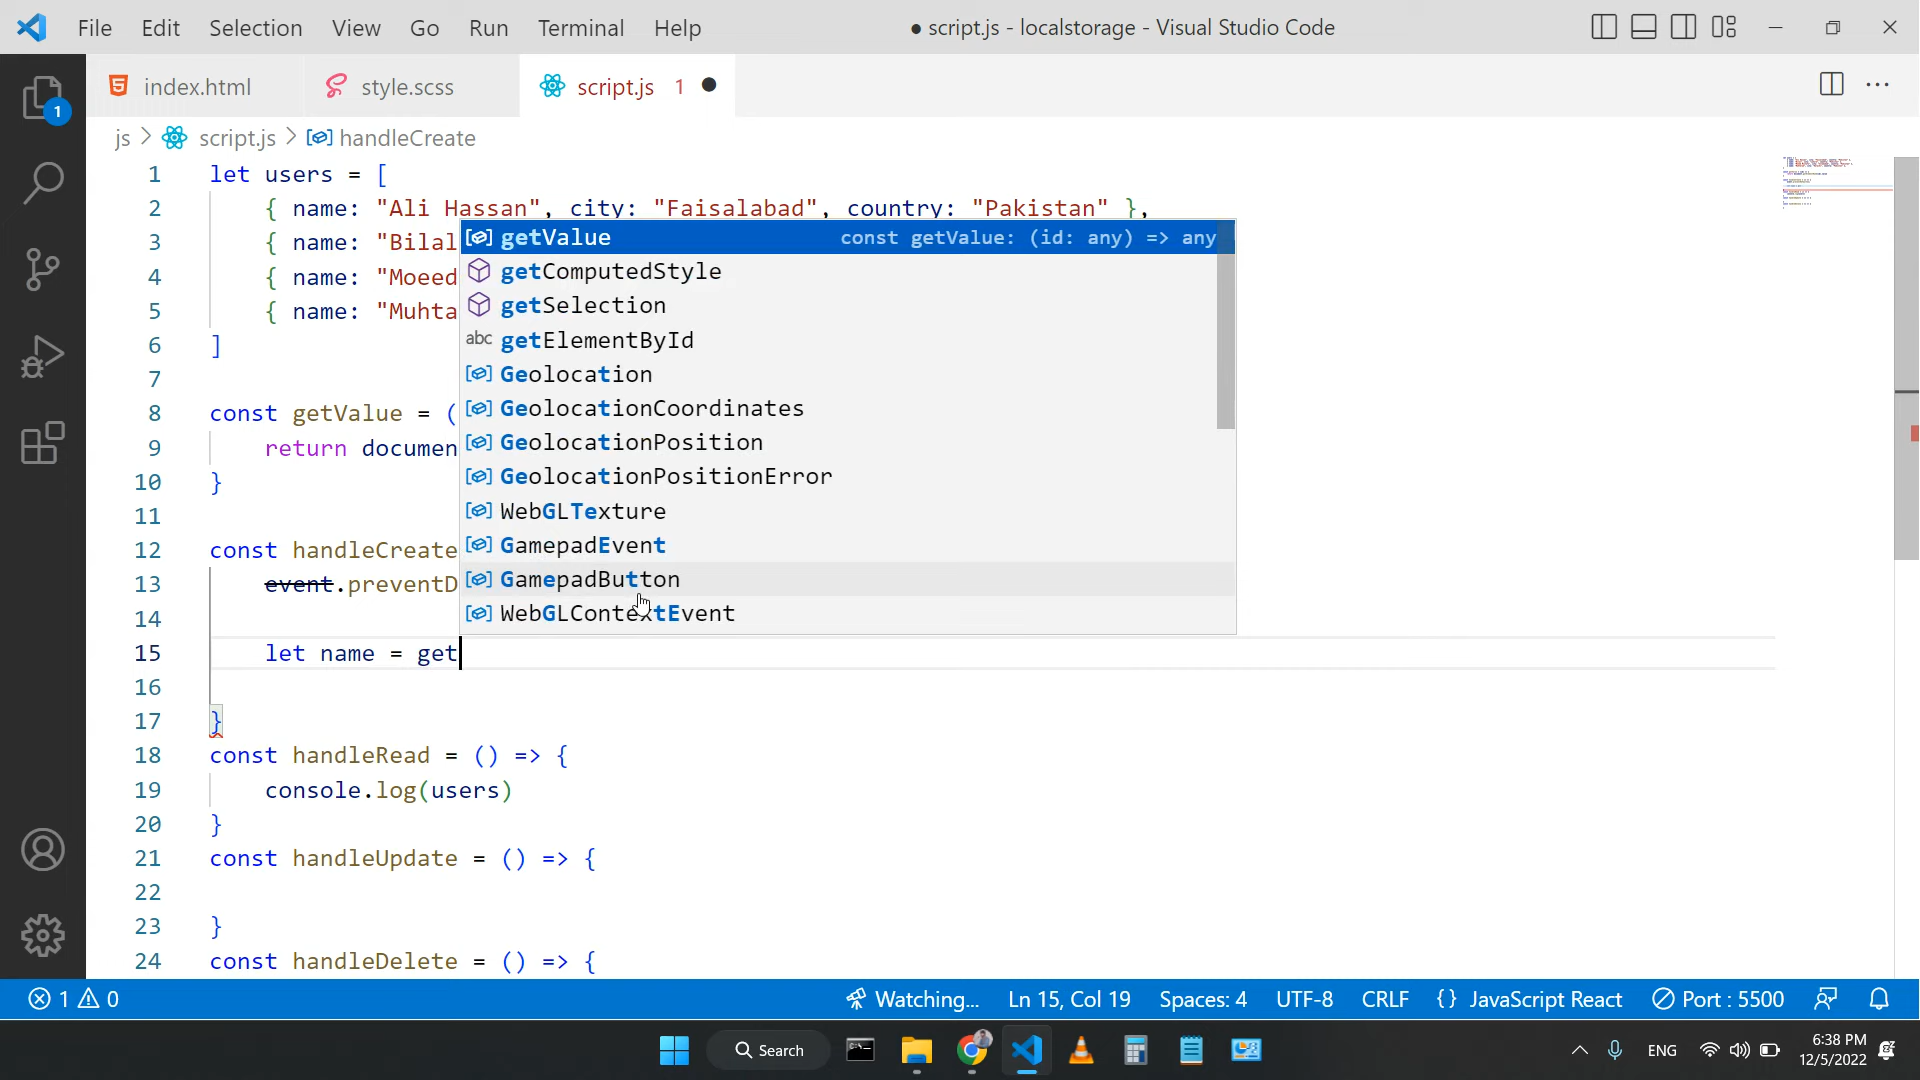 File Edit Selection View Go Run Terminal Help ● script.js - localstorage - Visual Studio Code
index.html style.scss script.js 1 ●
js > script.js > handleCreate
1 let users = [
2 { name: "Ali Hassan", city: "Faisalabad", country: "Pakistan" },
3 { name: "Bilal
getValue const getValue: (id: any) => any
4 { name: "Moeed
getComputedStyle
5 { name: "Muhta
getSelection
6 ]
getElementById
7
Geolocation
8 const getValue = (
GeolocationCoordinates
9 return documen
GeolocationPosition
10 }
GeolocationPositionError
11
WebGLTexture
12 const handleCreate
GamepadEvent
13 event.preventD
GamepadButton
14
WebGLContextEvent
15 let name = get
16
17 }
18 const handleRead = () => {
19 console.log(users)
20 }
21 const handleUpdate = () => {
22
23 }
24 const handleDelete = () => {
1 0 Watching... Ln 15, Col 19 Spaces: 4 UTF-8 CRLF {} JavaScript React Port : 5500
Search ENG 6:38 PM
12/5/2022